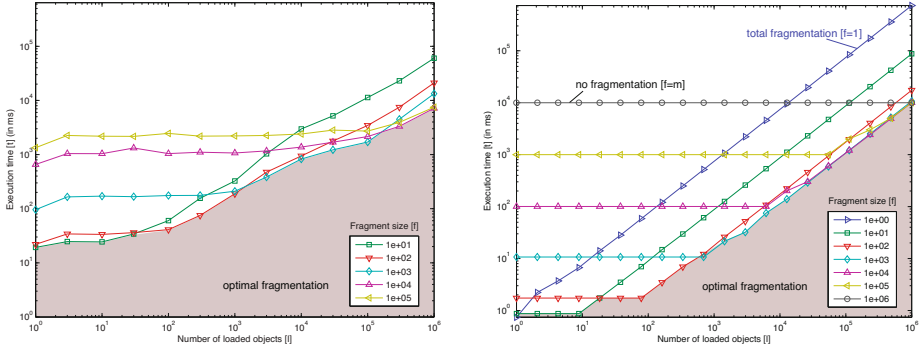 10^5
10^4
10^3
10^2
10^1
10^0
Execution time [t] (in ms)
optimal fragmentation
Fragment size [f]
1e+01
1e+02
1e+03
1e+04
1e+05
10^0 10^1 10^2 10^3 10^4 10^5 10^6
Number of loaded objects [l]
10^5
10^4
10^3
10^2
10^1
10^0
Execution time [t] (in ms)
total fragmentation [f=1]
no fragmentation [f=m]
optimal fragmentation
Fragment size [f]
1e+00
1e+01
1e+02
1e+03
1e+04
1e+05
1e+06
10^0 10^1 10^2 10^3 10^4 10^5 10^6
Number of loaded objects [l]